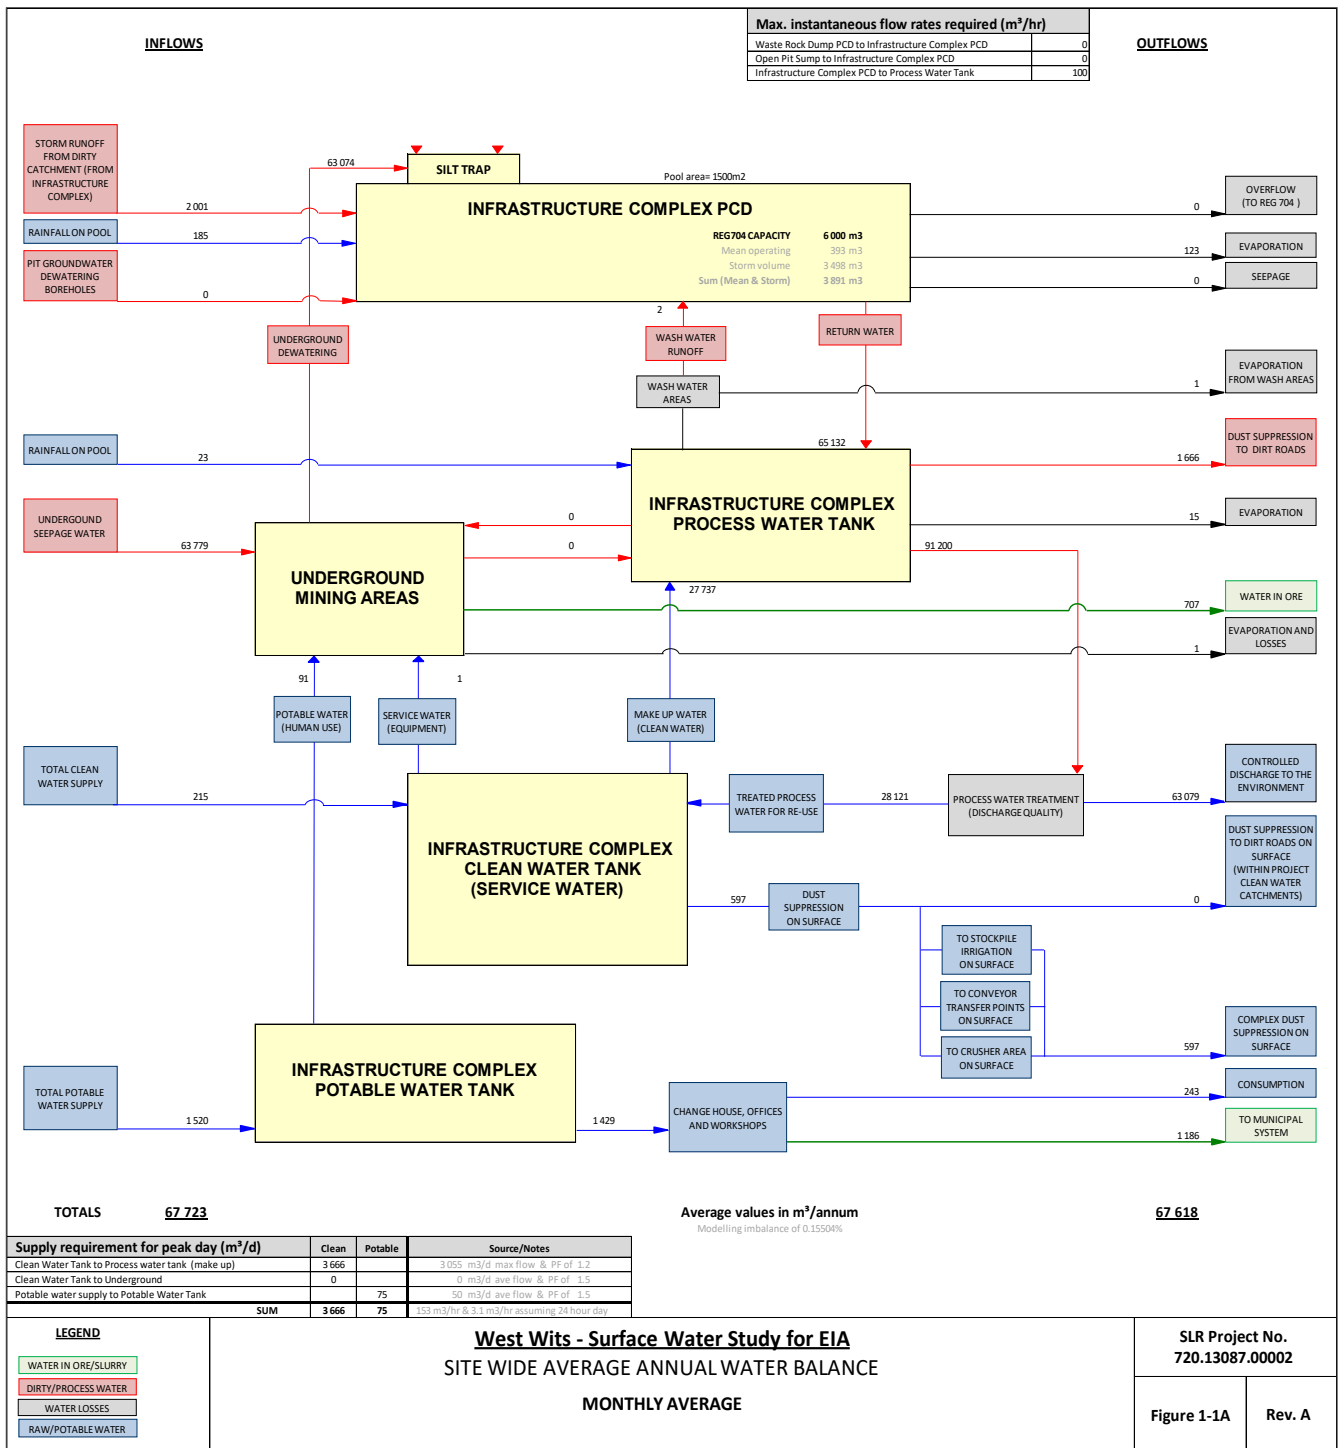 INFLOWS
Max. instantaneous flow rates required (m³/hr)
Waste Rock Dump PCD to Infrastructure Complex PCD 0
Open Pit Sump to Infrastructure Complex PCD 0
Infrastructure Complex PCD to Process Water Tank 100
OUTFLOWS
STORM RUNOFF
FROM DIRTY
CATCHMENT (FROM
INFRASTRUCTURE
COMPLEX)
2 001
RAINFALL ON POOL
185
PIT GROUNDWATER
DEWATERING
BOREHOLES
0
63 074
SILT TRAP
Pool area= 1500m2
INFRASTRUCTURE COMPLEX PCD
REG704 CAPACITY 6 000 m3
Mean operating 393 m3
Storm volume 3 498 m3
Sum (Mean & Storm) 3 891 m3
0
OVERFLOW
(TO REG 704 )
123
EVAPORATION
0
SEEPAGE
UNDERGROUND
DEWATERING
2
WASH WATER
RUNOFF
RETURN WATER
WASH WATER
AREAS
1
EVAPORATION
FROM WASH AREAS
RAINFALL ON POOL
23
65 132
INFRASTRUCTURE COMPLEX
PROCESS WATER TANK
1 666
DUST SUPPRESSION
TO DIRT ROADS
15
EVAPORATION
UNDERGOUND
SEEPAGE WATER
63 779
0
0
91 200
UNDERGROUND
MINING AREAS
27 737
707
WATER IN ORE
1
EVAPORATION AND
LOSSES
91
1
POTABLE WATER
(HUMAN USE)
SERVICE WATER
(EQUIPMENT)
MAKE UP WATER
(CLEAN WATER)
TOTAL CLEAN
WATER SUPPLY
215
INFRASTRUCTURE COMPLEX
CLEAN WATER TANK
(SERVICE WATER)
TREATED PROCESS
WATER FOR RE-USE
28 121
PROCESS WATER TREATMENT
(DISCHARGE QUALITY)
63 079
CONTROLLED
DISCHARGE TO THE
ENVIRONMENT
597
DUST
SUPPRESSION
ON SURFACE
0
DUST SUPPRESSION
TO DIRT ROADS ON
SURFACE
(WITHIN PROJECT
CLEAN WATER
CATCHMENTS)
TO STOCKPILE
IRRIGATION
ON SURFACE
TO CONVEYOR
TRANSFER POINTS
ON SURFACE
TO CRUSHER AREA
ON SURFACE
597
COMPLEX DUST
SUPPRESSION ON
SURFACE
TOTAL POTABLE
WATER SUPPLY
1 520
INFRASTRUCTURE COMPLEX
POTABLE WATER TANK
1 429
CHANGE HOUSE, OFFICES
AND WORKSHOPS
243
CONSUMPTION
1 186
TO MUNICIPAL
SYSTEM
TOTALS 67 723
Average values in m³/annum
Modelling imbalance of 0.15504%
67 618
Supply requirement for peak day (m³/d) Clean Potable Source/Notes
Clean Water Tank to Process water tank (make up) 3 666 3 055 m3/d max flow & PF of 1.2
Clean Water Tank to Underground 0 0 m3/d ave flow & PF of 1.5
Potable water supply to Potable Water Tank 75 50 m3/d ave flow & PF of 1.5
SUM 3 666 75 153 m3/hr & 3.1 m3/hr assuming 24 hour day
LEGEND
WATER IN ORE/SLURRY
DIRTY/PROCESS WATER
WATER LOSSES
RAW/POTABLE WATER
West Wits - Surface Water Study for EIA
SITE WIDE AVERAGE ANNUAL WATER BALANCE
MONTHLY AVERAGE
SLR Project No.
720.13087.00002
Figure 1-1A
Rev. A